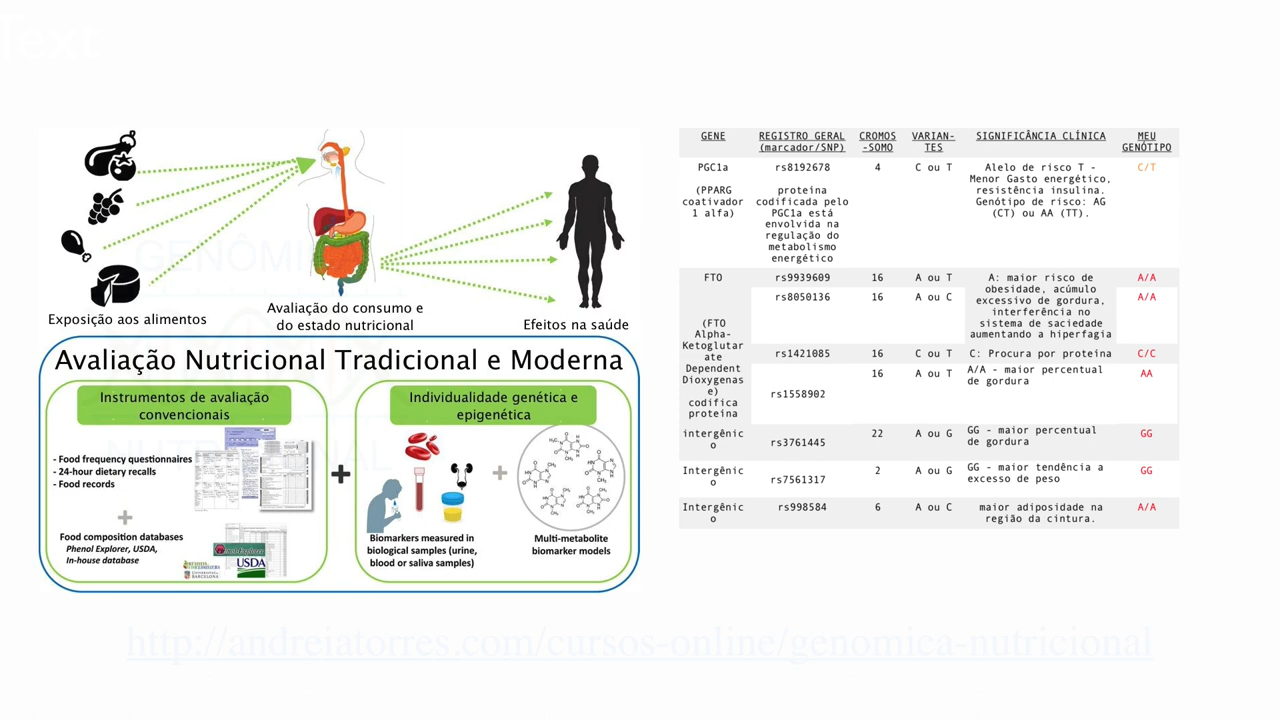 Text
GENÔMI
Exposição aos alimentos
Avaliação do consumo e
do estado nutricional
Efeitos na saúde
Avaliação Nutricional Tradicional e Moderna
Instrumentos de avaliação
convencionais
- Food frequency questionnaires
- 24-hour dietary recalls
- Food records
+
Food composition databases
Phenol Explorer, USDA,
In-house database
USDA
UNIVERSITAT DE
BARCELONA
+
Individualidade genética e
epigenética
+
Biomarkers measured in
biological samples (urine,
blood or saliva samples)
Multi-metabolite
biomarker models
NUTRICIONAL
GENE
REGISTRO GERAL
(marcador/SNP)
CROMOS
-SOMO
VARIAN-
TES
SIGNIFICÂNCIA CLÍNICA
MEU
GENÓTIPO
PGC1a
(PPARG
coativador
1 alfa)
rs8192678
proteina
codificada pelo
PGC1a está
envolvida na
regulação do
metabolismo
energético
4
C ou T
Alelo de risco T -
Menor Gasto energético,
resistência insulina.
Genótipo de risco: AG
(CT) ou AA (TT).
C/T
FTO
(FTO
Alpha-
Ketoglutar
ate
Dependent
Dioxygenas
e)
codifica
proteína
rs9939609
16
A ou T
A: maior risco de
obesidade, acúmulo
excessivo de gordura,
interferência no
sistema de saciedade
aumentando a hiperfagia
A/A
rs8050136
16
A ou C
A/A
rs1421085
16
C ou T
C: Procura por proteína
C/C
rs1558902
16
A ou T
A/A - maior percentual
de gordura
AA
intergênic
o
rs3761445
22
A ou G
GG - maior percentual
de gordura
GG
Intergênic
o
rs7561317
2
A ou G
GG - maior tendência a
excesso de peso
GG
Intergênic
o
rs998584
6
A ou C
maior adiposidade na
região da cintura.
A/A
http://andreiatorres.com/cursos-online/genomica-nutricional